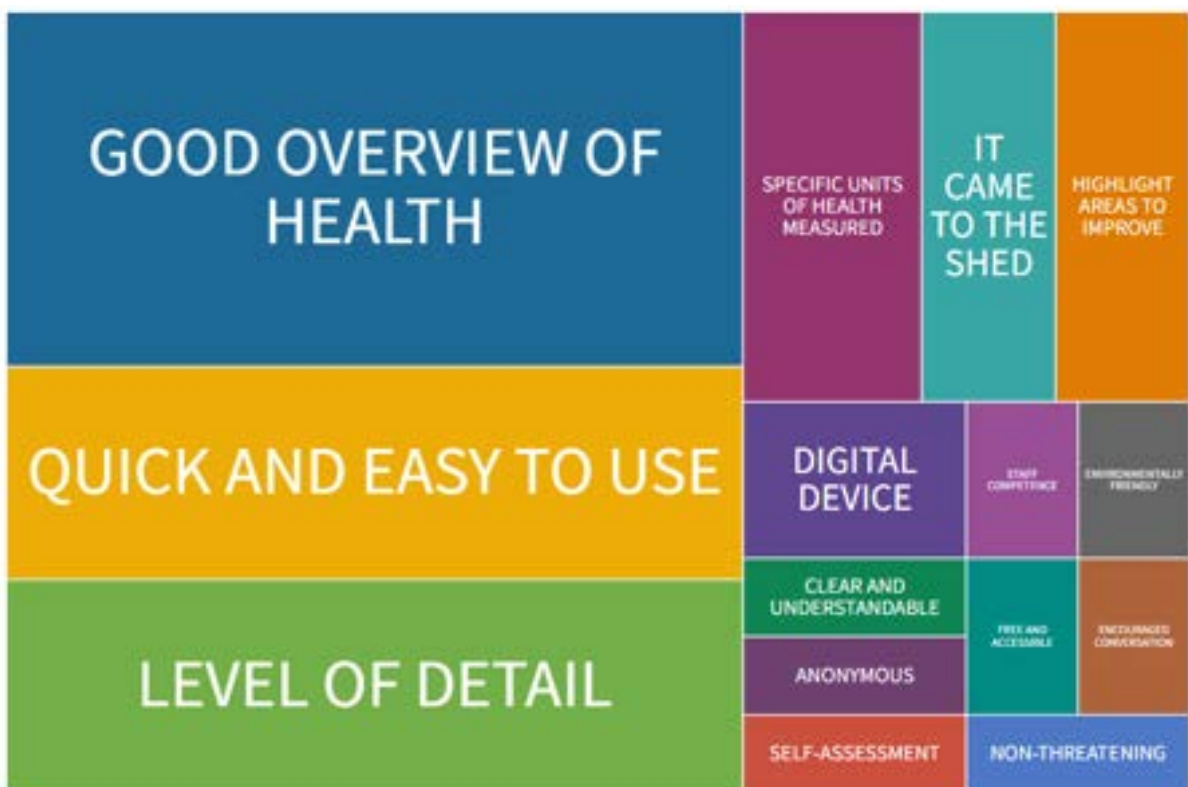 GOOD OVERVIEW OF
HEALTH
QUICK AND EASY TO USE
LEVEL OF DETAIL
SPECIFIC UNITS
OF HEALTH
MEASURED
IT
CAME
TO THE
SHED
HIGHLIGHT
AREAS TO
IMPROVE
DIGITAL
DEVICE
STAFF
COMPETENCE
ENVIRONMENTALLY
FRIENDLY
CLEAR AND
UNDERSTANDABLE
ANONYMOUS
FREE AND
ACCESSIBLE
ENCOURAGED
CONVERSATION
SELF-ASSESSMENT
NON-THREATENING